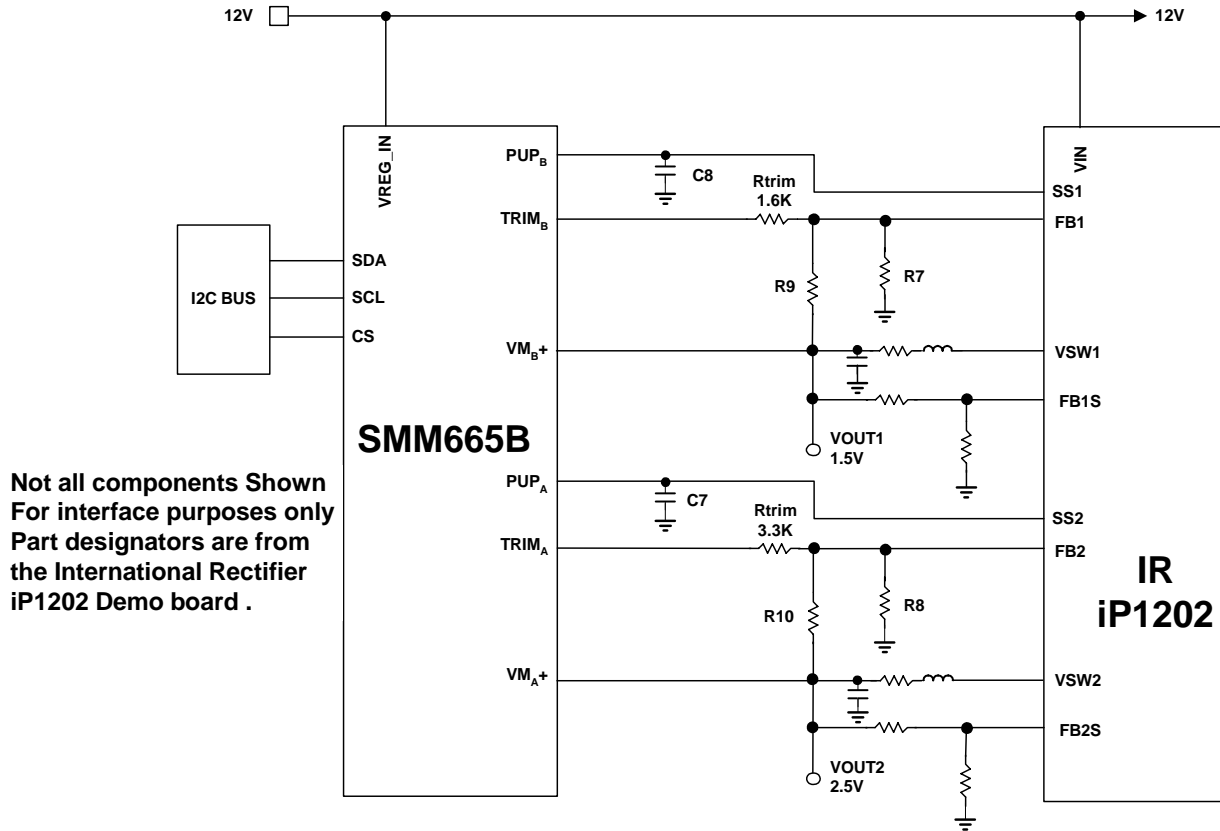 12V
12V
VREG_IN
VIN
PUPB
C8
Rtrim
1.6K
SS1
TRIMB
FB1
SDA
I2C BUS
R9
R7
SCL
CS
VMB+
VSW1
FB1S
SMM665B
VOUT1
1.5V
Not all components Shown
For interface purposes only
Part designators are from
the International Rectifier
iP1202 Demo board .
PUPA
C7
Rtrim
3.3K
SS2
TRIMA
FB2
IR
iP1202
R10
R8
VMA+
VSW2
FB2S
VOUT2
2.5V